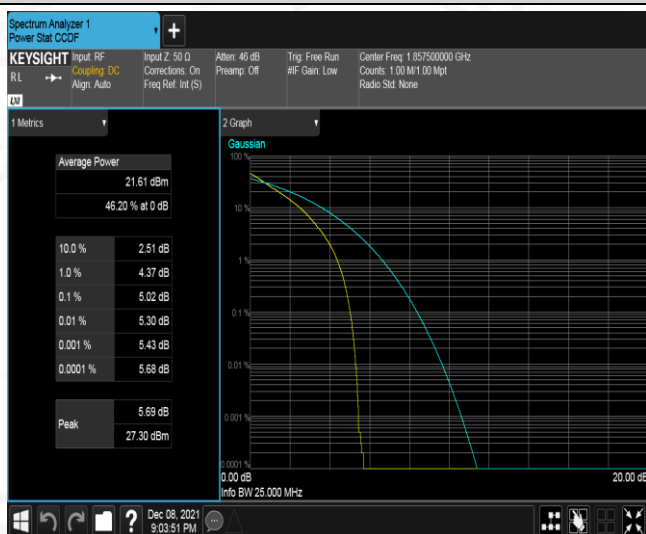 Spectrum Analyzer 1
Power Stat CCDF
+
KEYSIGHT
RL
LXI
Input: RF
Coupling: DC
Align: Auto
Input Z: 50 Ω
Corrections: On
Freq Ref: Int (S)
Atten: 46 dB
Preamp: Off
Trig: Free Run
#IF Gain: Low
Center Freq: 1.857500000 GHz
Counts: 1.00 M/1.00 Mpt
Radio Std: None
1 Metrics
Average Power
21.61 dBm
46.20 % at 0 dB
10.0 % 2.51 dB
1.0 % 4.37 dB
0.1 % 5.02 dB
0.01 % 5.30 dB
0.001 % 5.43 dB
0.0001 % 5.68 dB
Peak
5.69 dB
27.30 dBm
2 Graph
Gaussian
100 %
10 %
1 %
0.1 %
0.01 %
0.001 %
0.0001 %
0.00 dB
20.00 dB
Info BW 25.000 MHz
?
Dec 08, 2021
9:03:51 PM